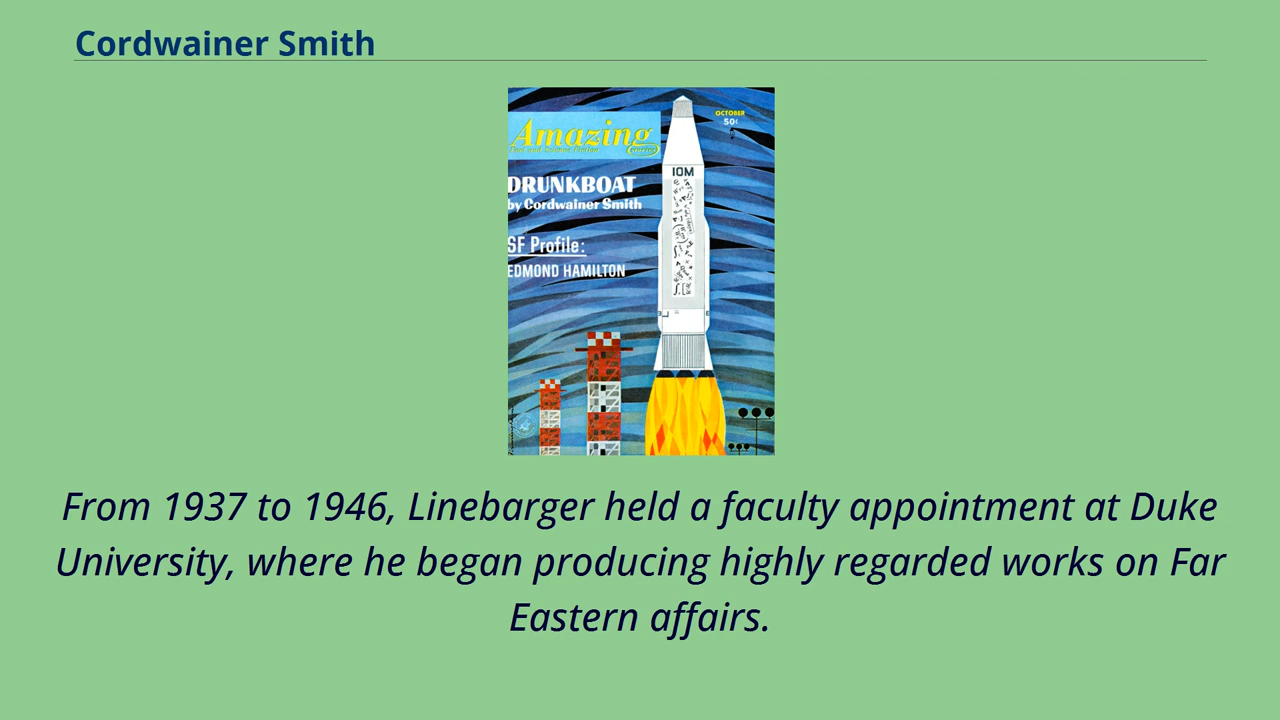 Cordwainer Smith
Amazing
OCTOBER
50¢
DRUNKBOAT
by Cordwainer Smith
SF Profile:
EDMOND HAMILTON
IOM
From 1937 to 1946, Linebarger held a faculty appointment at Duke
University, where he began producing highly regarded works on Far
Eastern affairs.